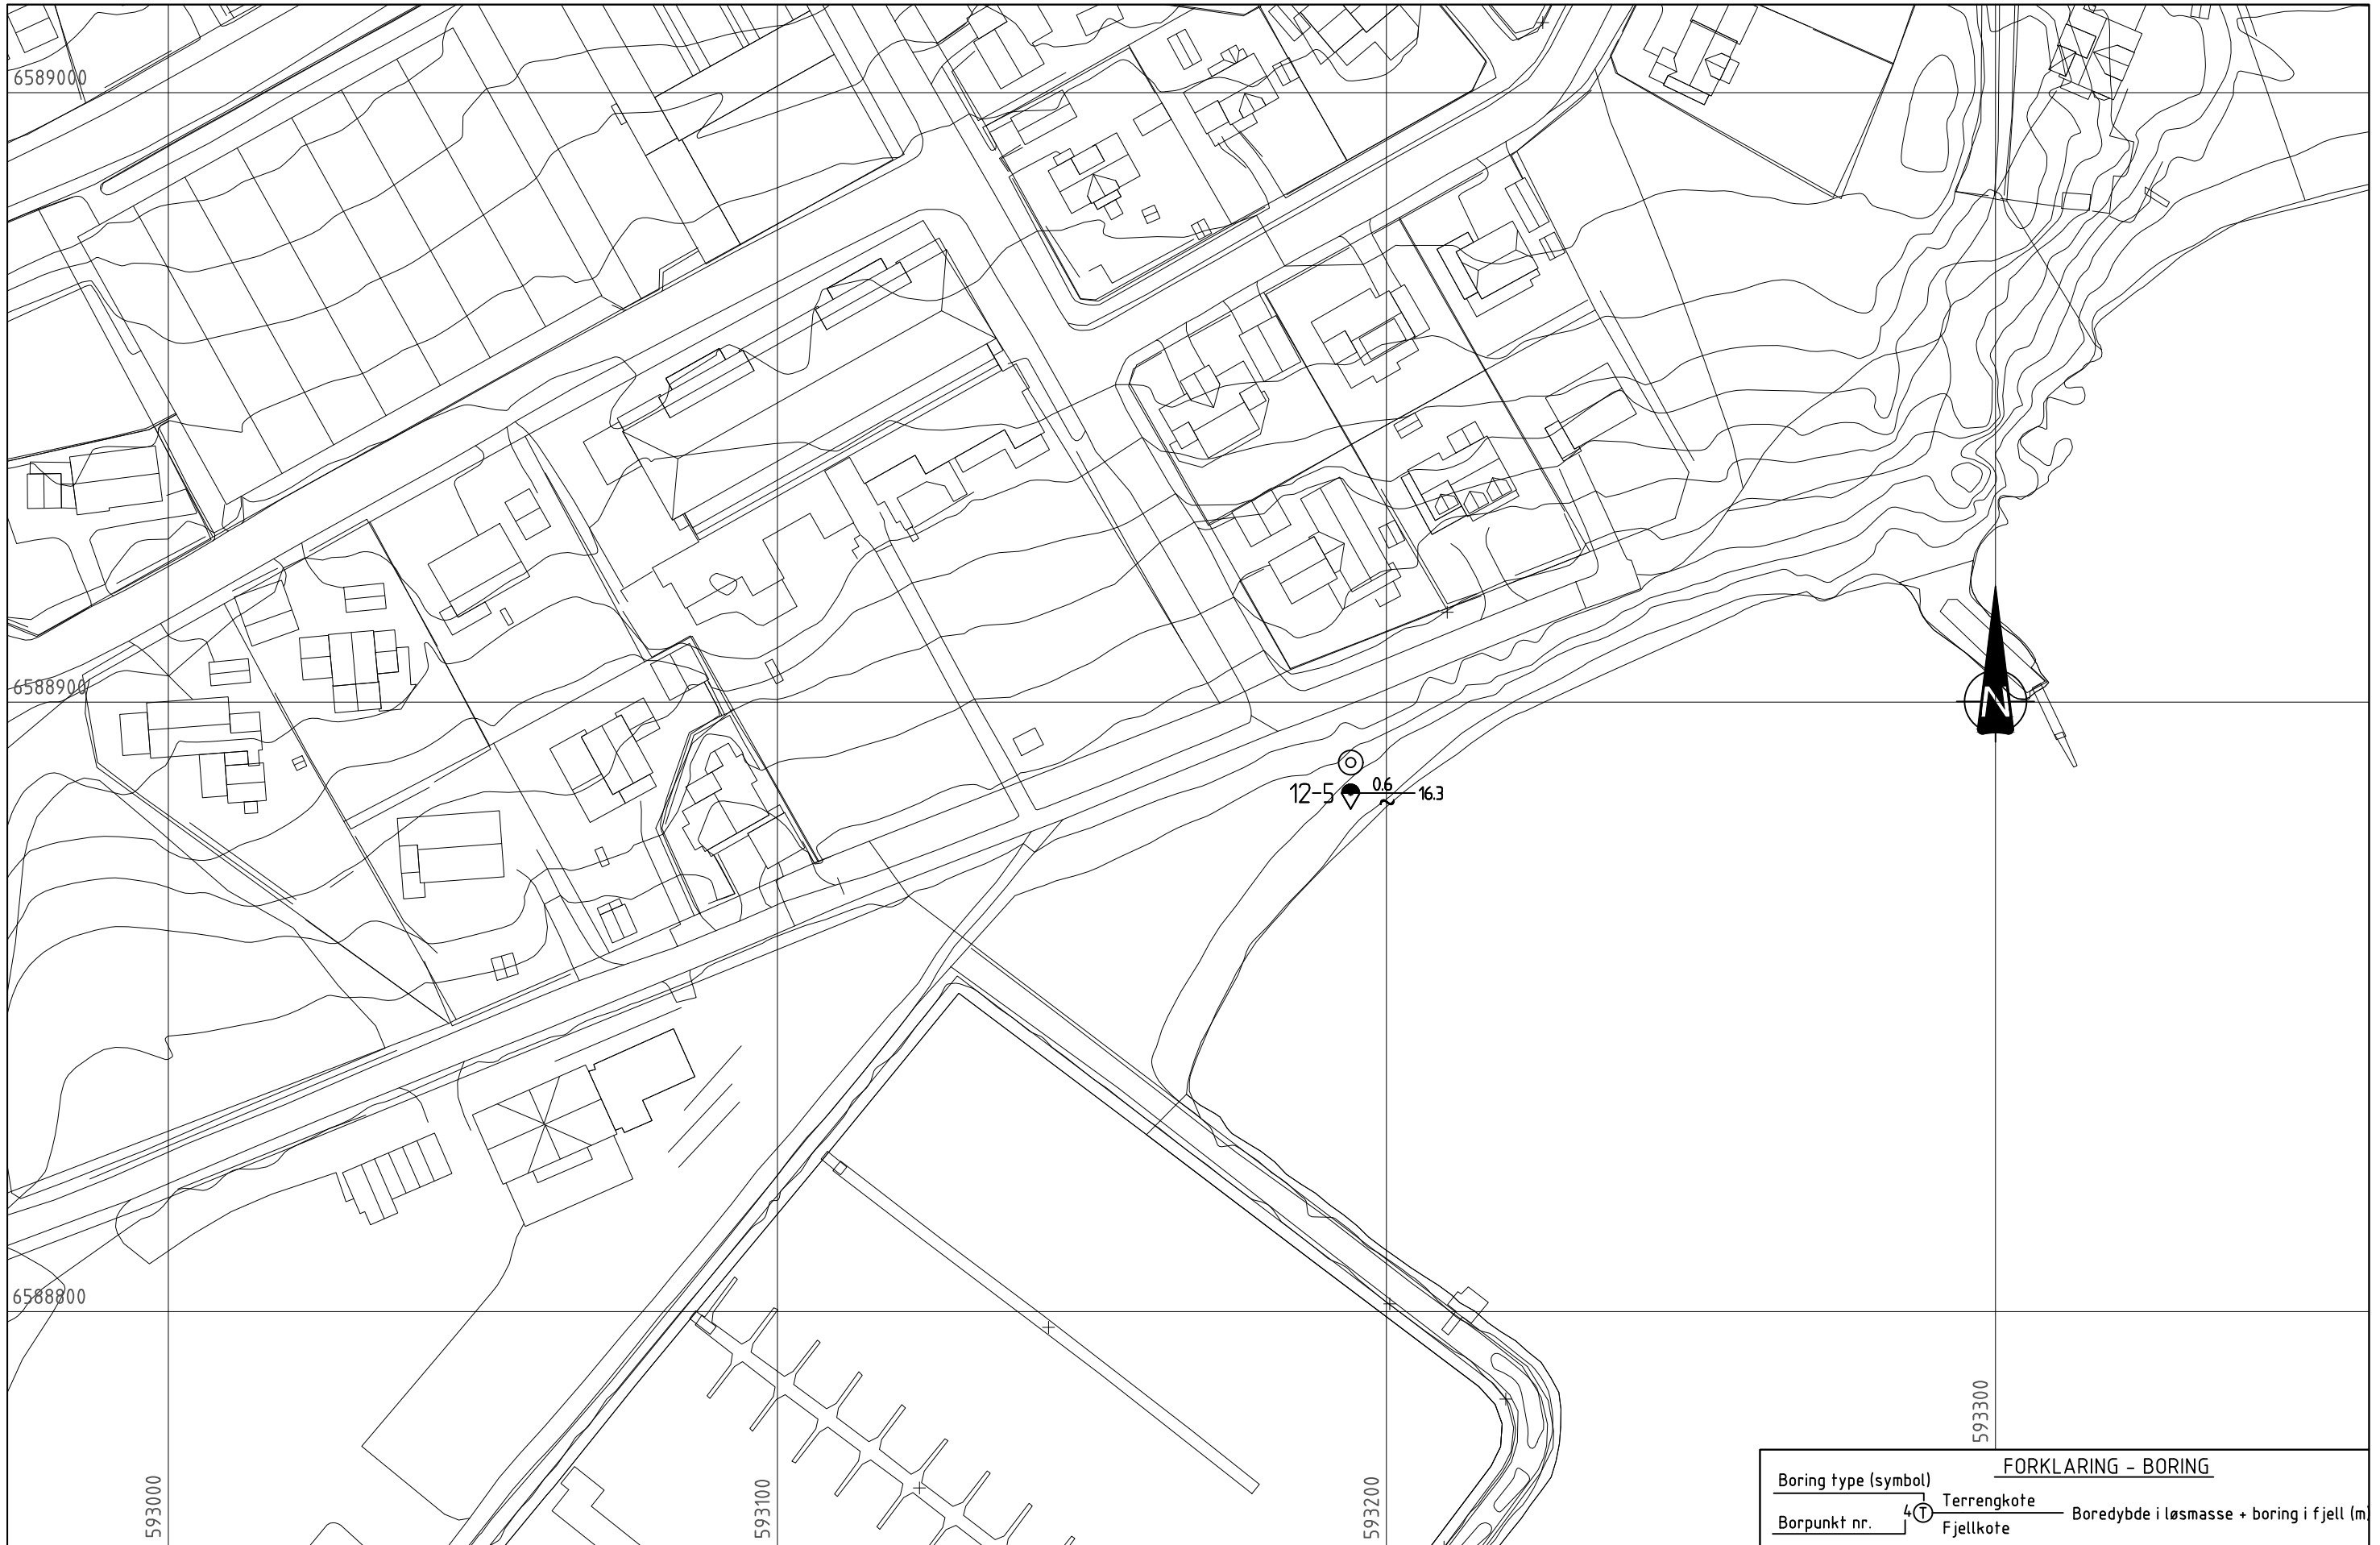 6589000
6588900
N
12-5 0.6 16.3
~
6588800
593000
593100
593200
593300
FORKLARING - BORING
Boring type (symbol)
4 T Terrengkote
Boredybde i løsmasse + boring i fjell (m)
Borpunkt nr.
Fjellkote